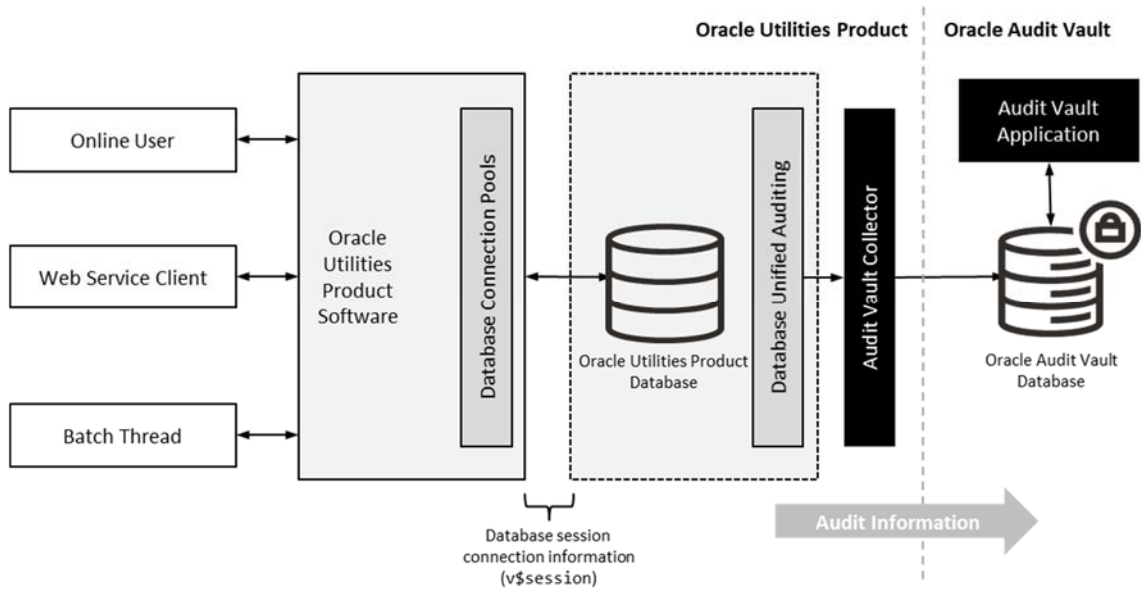 Oracle Utilities Product
Oracle Audit Vault
Online User
Web Service Client
Batch Thread
Oracle
Utilities
Product
Software
Database Connection Pools
Oracle Utilities Product
Database
Database Unified Auditing
Audit Vault Collector
Audit Vault
Application
Oracle Audit Vault
Database
Database session
connection information
(v$session)
Audit Information